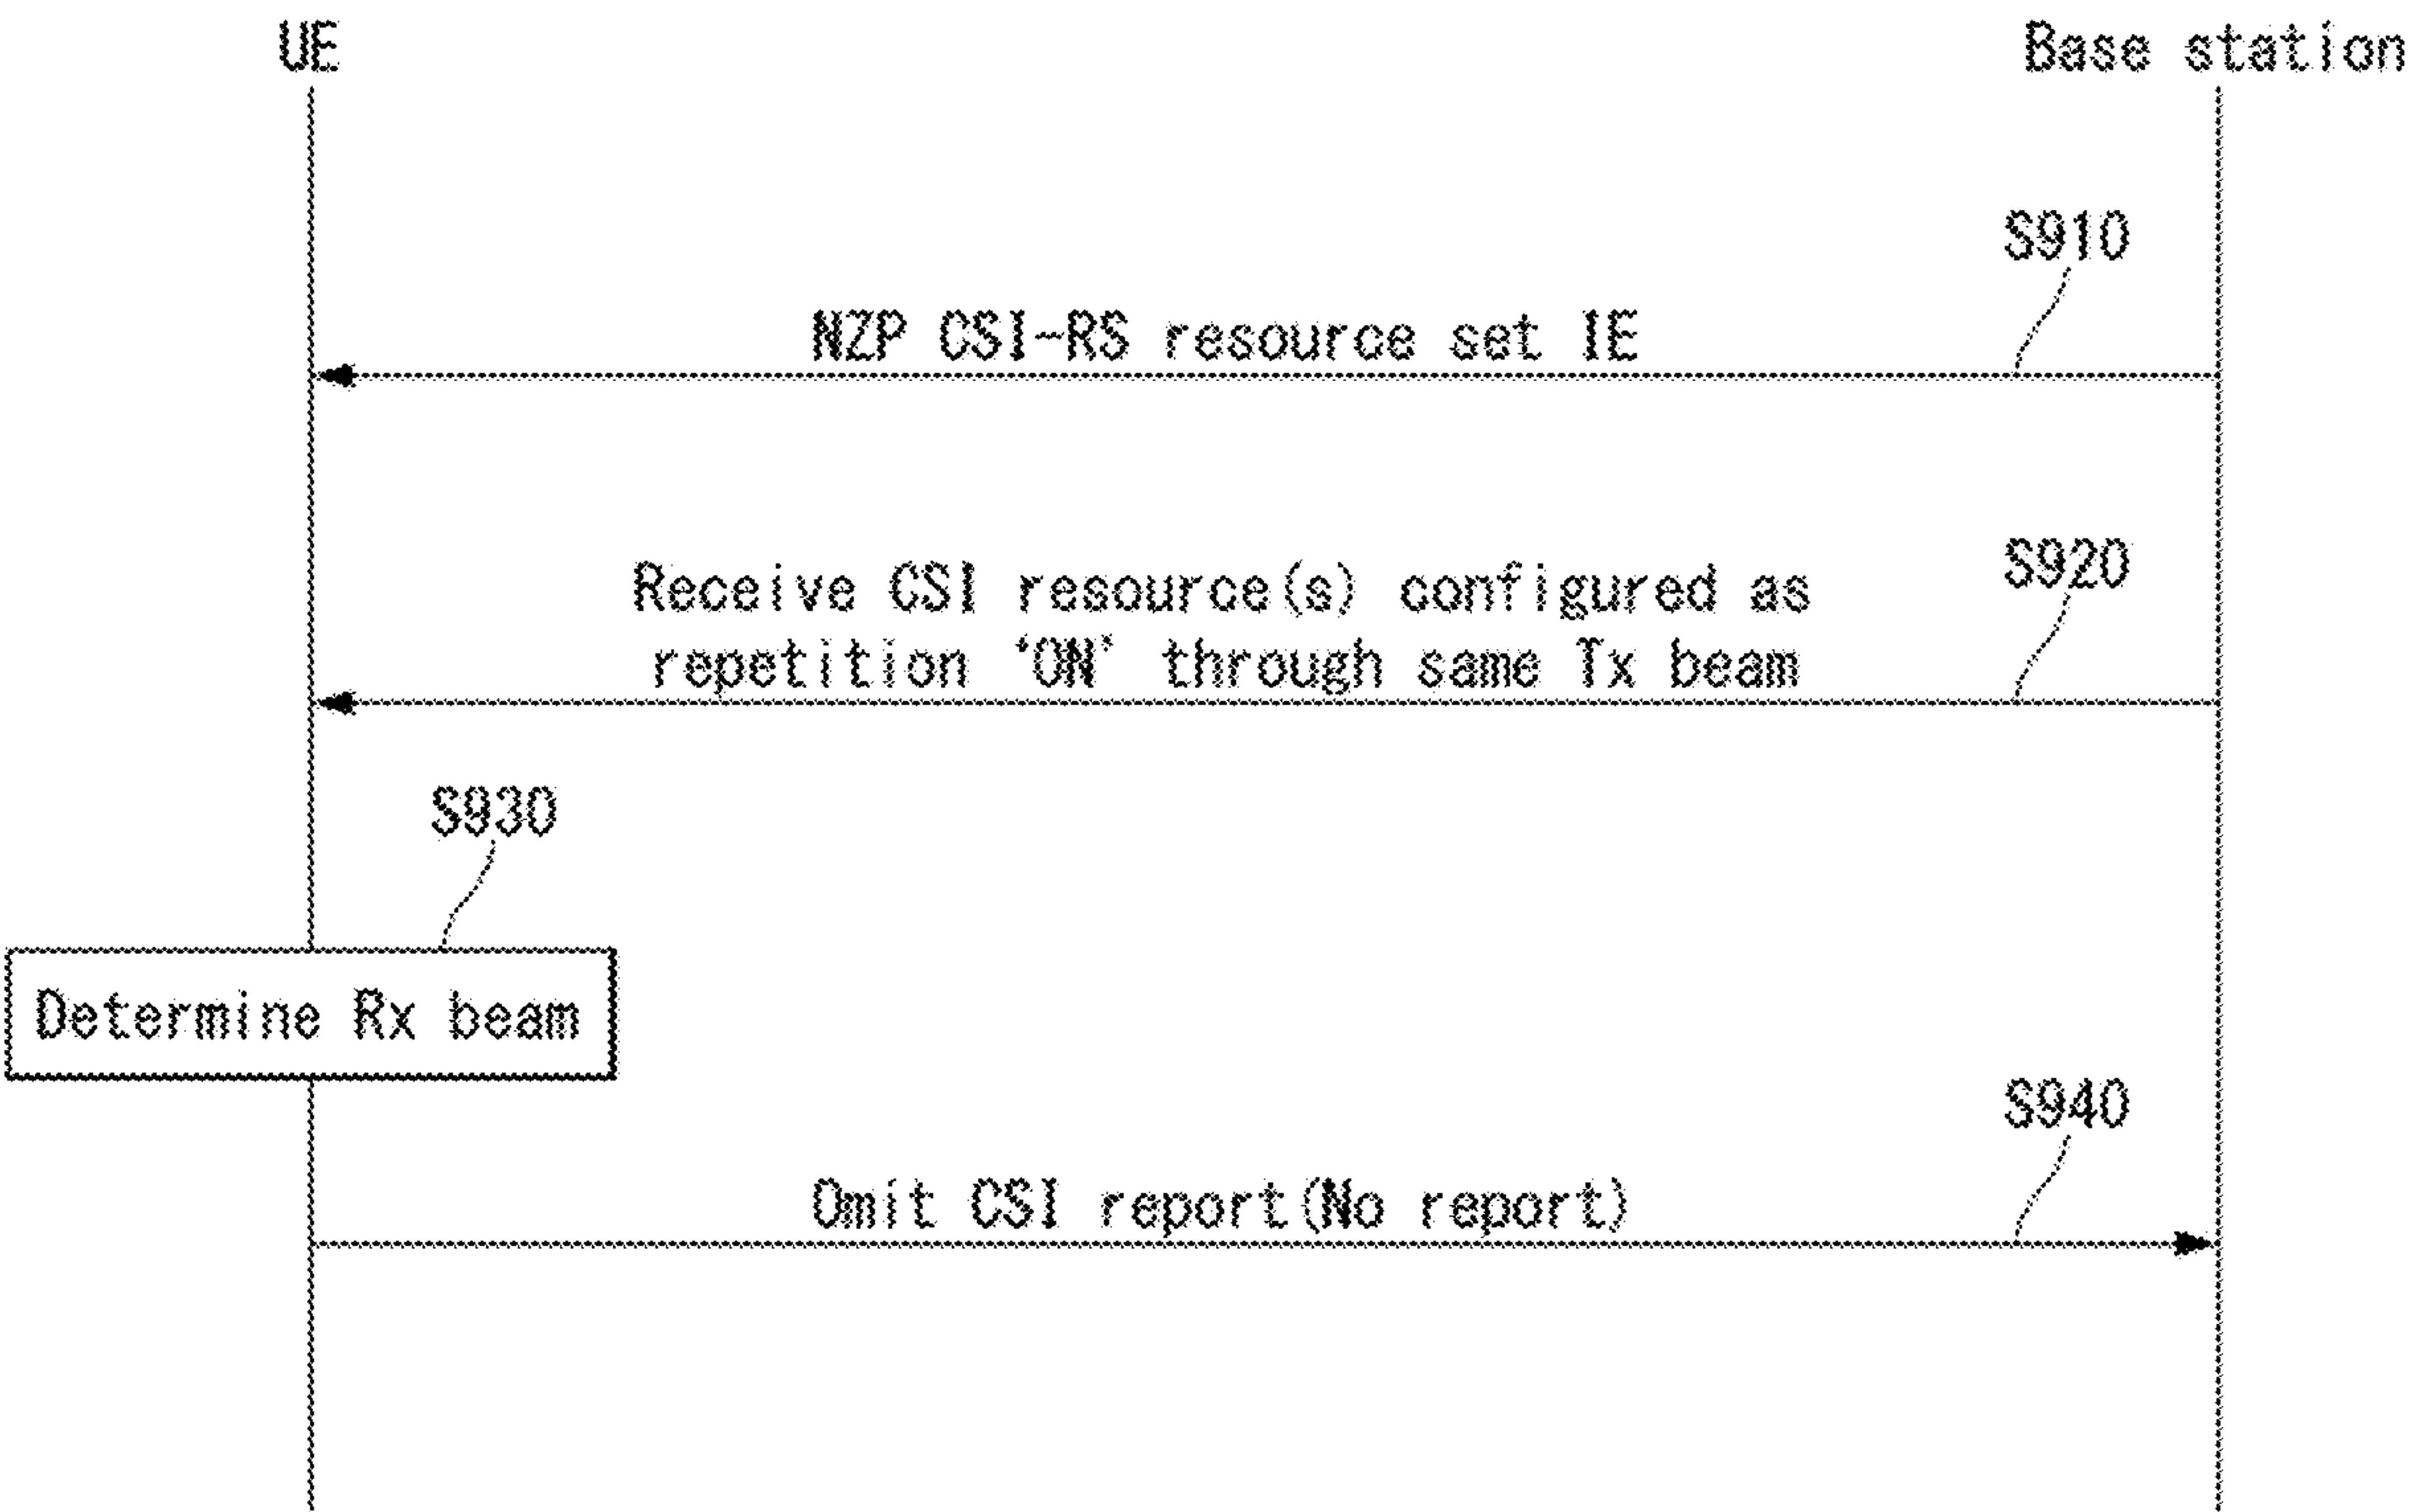 UE
Base station
S910
NZP CSI-RS resource set IE
S920
Receive CSI resource(s) configured as
repetition 'ON' through same Tx beam
S930
Determine Rx beam
S940
Omit CSI report(No report)